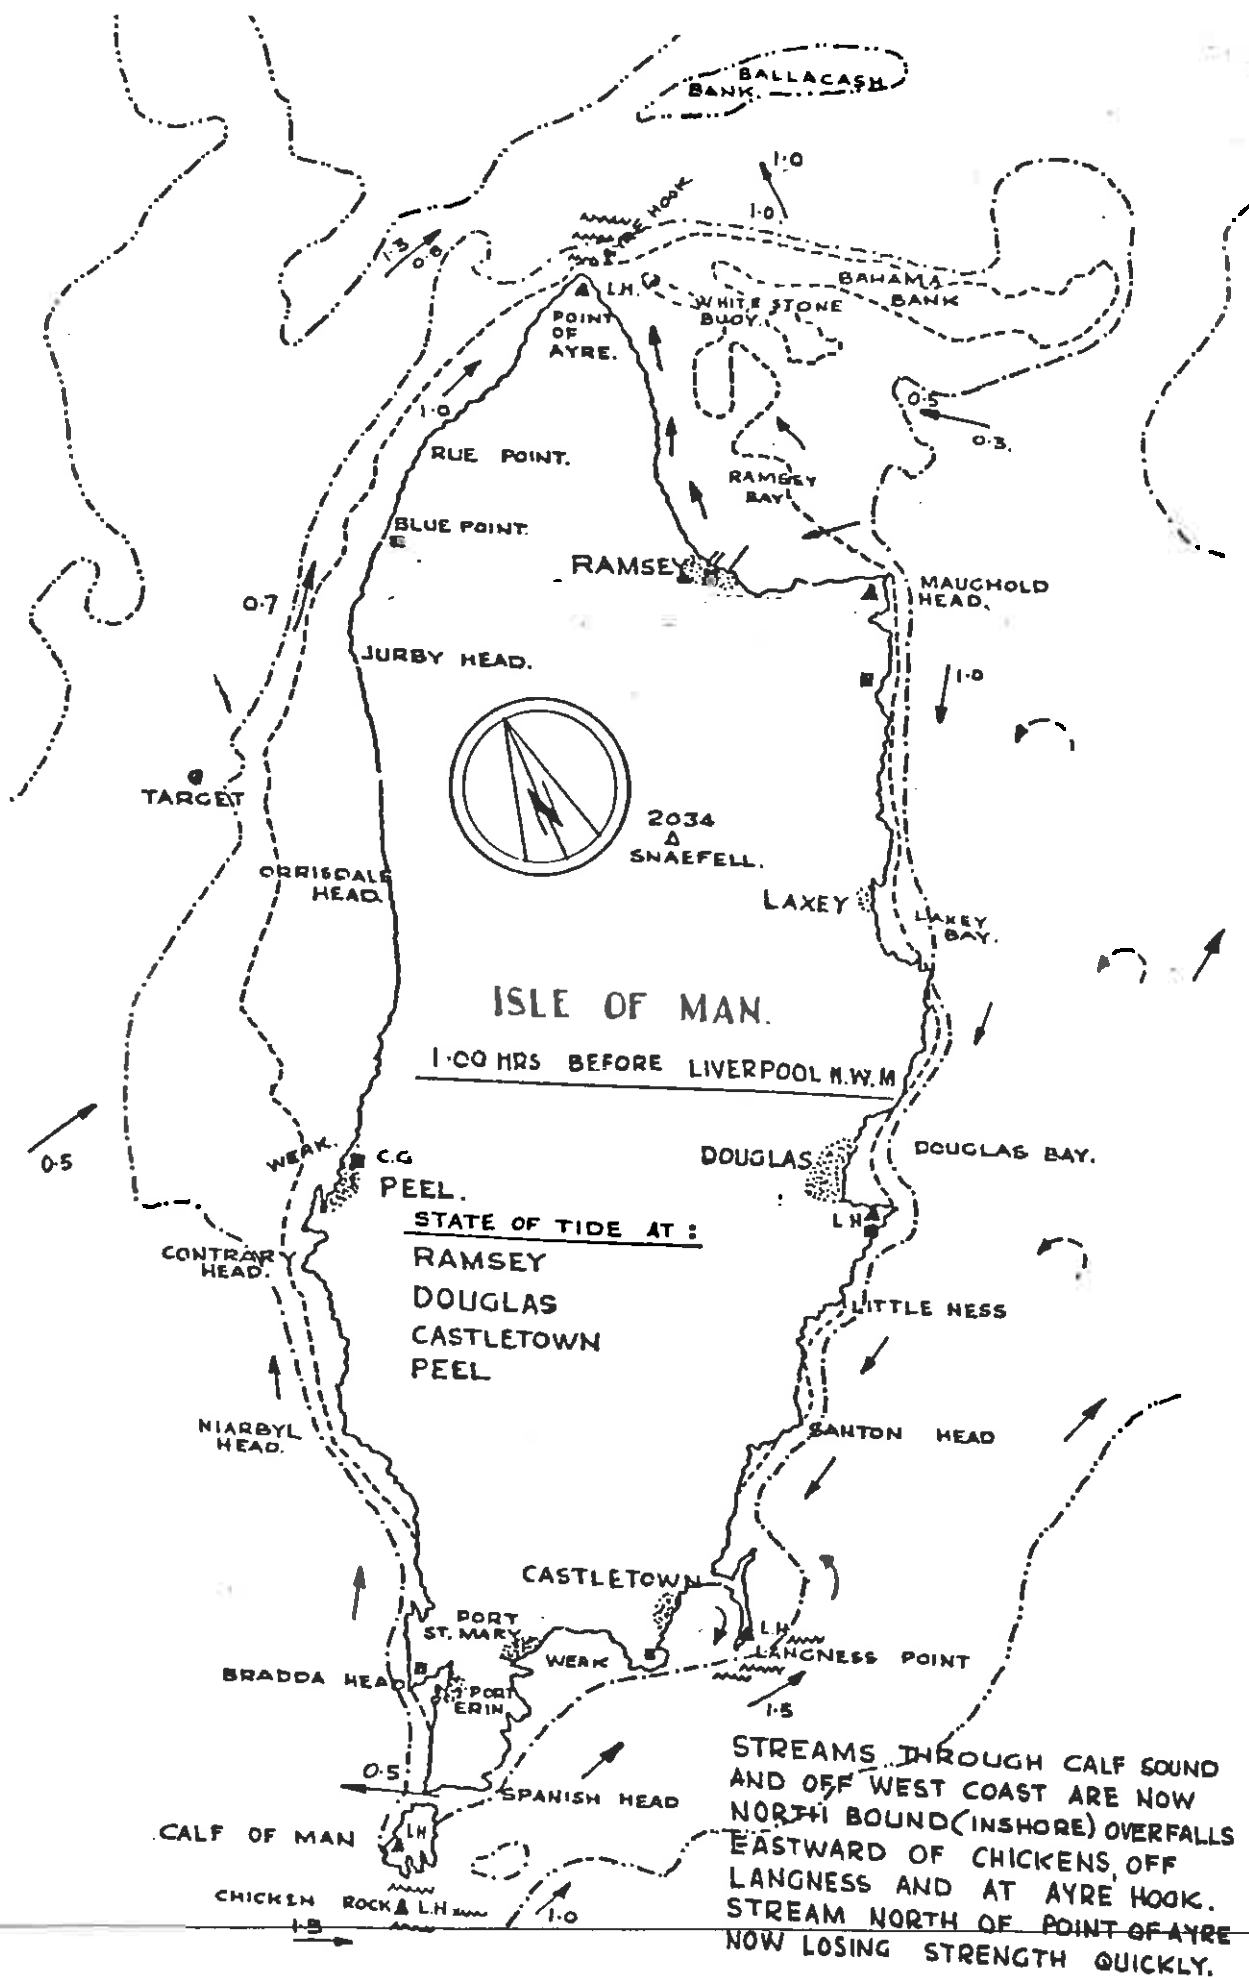 BALLACASH
BANK.
1.0
1.0
HOOK
1.3
0.8
BAHAMA
BANK
L.H.
WHITE STONE
BUOY.
POINT
OF
AYRE.
1.0
0.5
0.3.
RUE POINT.
RAMSEY
BAY
BLUE POINT.
RAMSEY
MAUGHOLD
HEAD.
0.7
JURBY HEAD.
1.0
TARGET
N
2034
SNAEFELL.
ORRISDALE
HEAD.
LAXEY
LAXEY
BAY.
ISLE OF MAN.
1.00 HRS BEFORE LIVERPOOL H.W.M
0.5
WEAK.
C.G
PEEL.
DOUGLAS
DOUGLAS BAY.
L H
STATE OF TIDE AT :
RAMSEY
DOUGLAS
CASTLETOWN
PEEL
CONTRARY
HEAD.
LITTLE NESS
NIARBYL
HEAD.
SANTON HEAD
CASTLETOWN
PORT
ST. MARY
WEAK
L.H
LANGNESS POINT
BRADDA HEAD
PORT
ERIN
1.5
0.5
SPANISH HEAD
CALF OF MAN
LH
CHICKEN ROCK L.H
1.5
1.0
STREAMS THROUGH CALF SOUND
AND OFF WEST COAST ARE NOW
NORTH BOUND (INSHORE) OVERFALLS
EASTWARD OF CHICKENS, OFF
LANGNESS AND AT AYRE HOOK.
STREAM NORTH OF POINT OF AYRE
NOW LOSING STRENGTH QUICKLY.